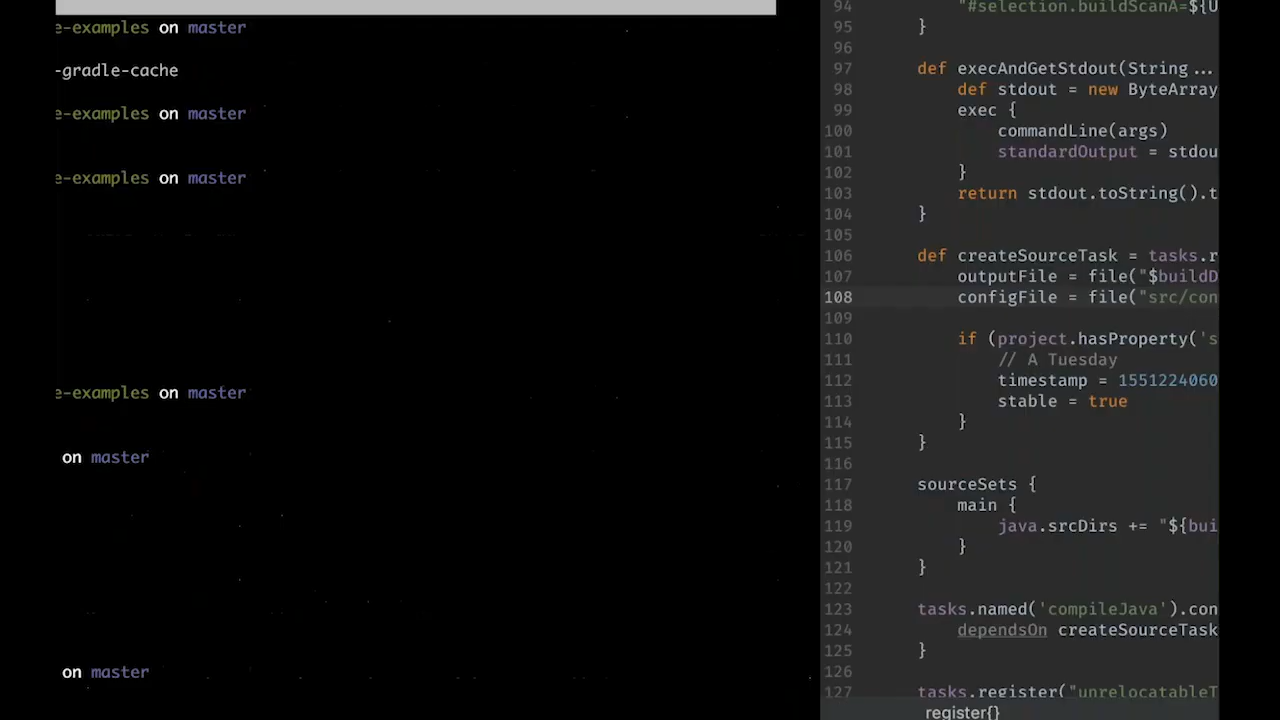 e-examples on master
-gradle-cache
e-examples on master
e-examples on master
e-examples on master
on master
on master
94 "#selection.buildScanA=${U
95 }
96
97 def execAndGetStdout(String...
98 def stdout = new ByteArray
99 exec {
100 commandLine(args)
101 standardOutput = stdou
102 }
103 return stdout.toString().t
104 }
105
106 def createSourceTask = tasks.r
107 outputFile = file("$buildD
108 configFile = file("src/con
109
110 if (project.hasProperty('s
111 // A Tuesday
112 timestamp = 1551224060
113 stable = true
114 }
115 }
116
117 sourceSets {
118 main {
119 java.srcDirs += "${bui
120 }
121 }
122
123 tasks.named('compileJava').con
124 dependsOn createSourceTask
125 }
126
127 tasks.register("unrelocatableT
register{}